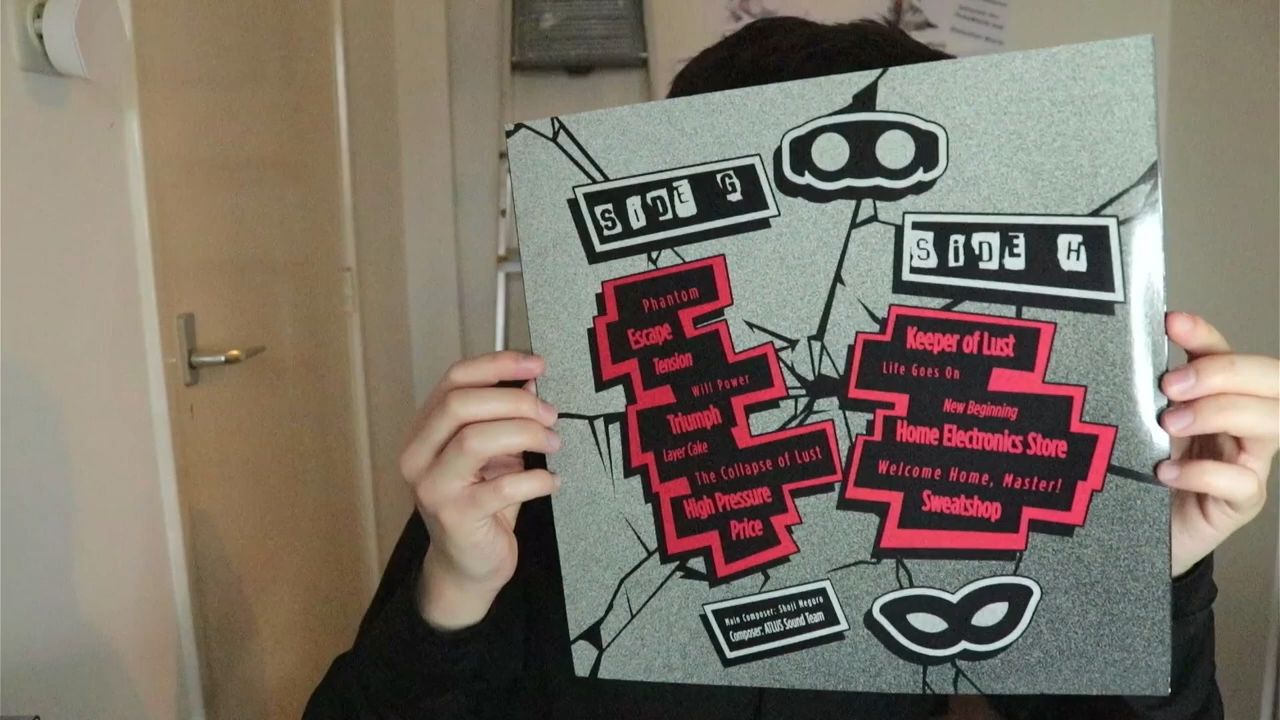 SiDE G
Phantom
Escape
Tension
Will Power
Triumph
Layer Cake
The Collapse of Lust
High Pressure
Price
SiDE H
Keeper of Lust
Life Goes On
New Beginning
Home Electronics Store
Welcome Home, Master!
Sweatshop
Main Composer: Shoji Meguro
Composer: ATLUS Sound Team